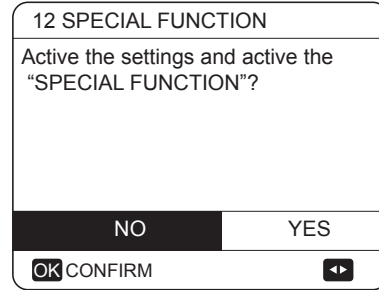 12 SPECIAL FUNCTION
Active the settings and active the
“SPECIAL FUNCTION”?
NO YES
OK CONFIRM